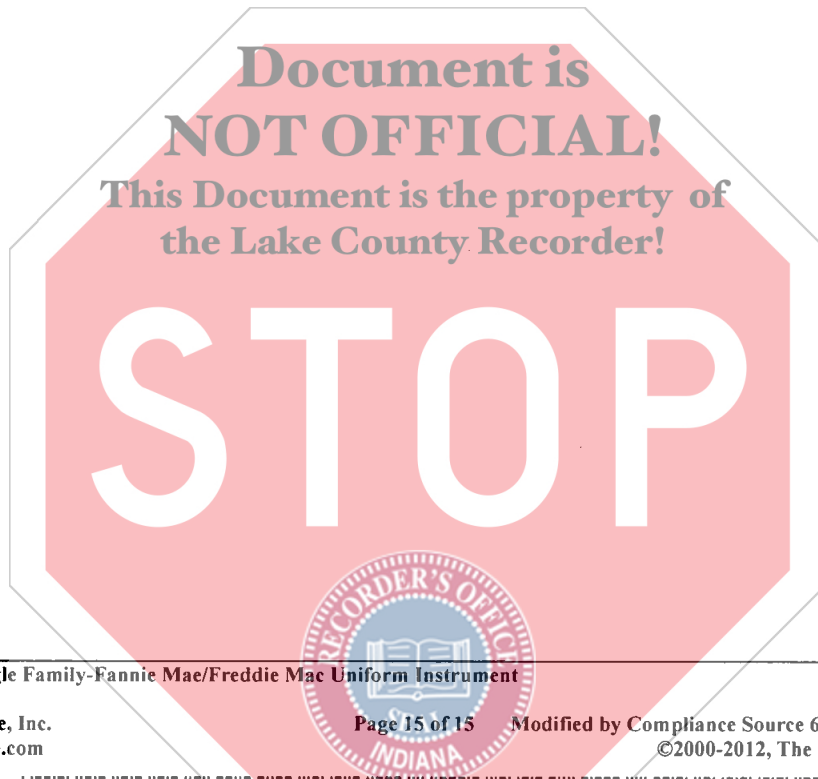 Document is
NOT OFFICIAL!
This Document is the property of
the Lake County Recorder!
STOP
RECORDER'S OFFICE
SEAL
INDIANA
le Family-Fannie Mae/Freddie Mac Uniform Instrument
e, Inc.
Page 15 of 15 Modified by Compliance Source 6
.com
©2000-2012, The